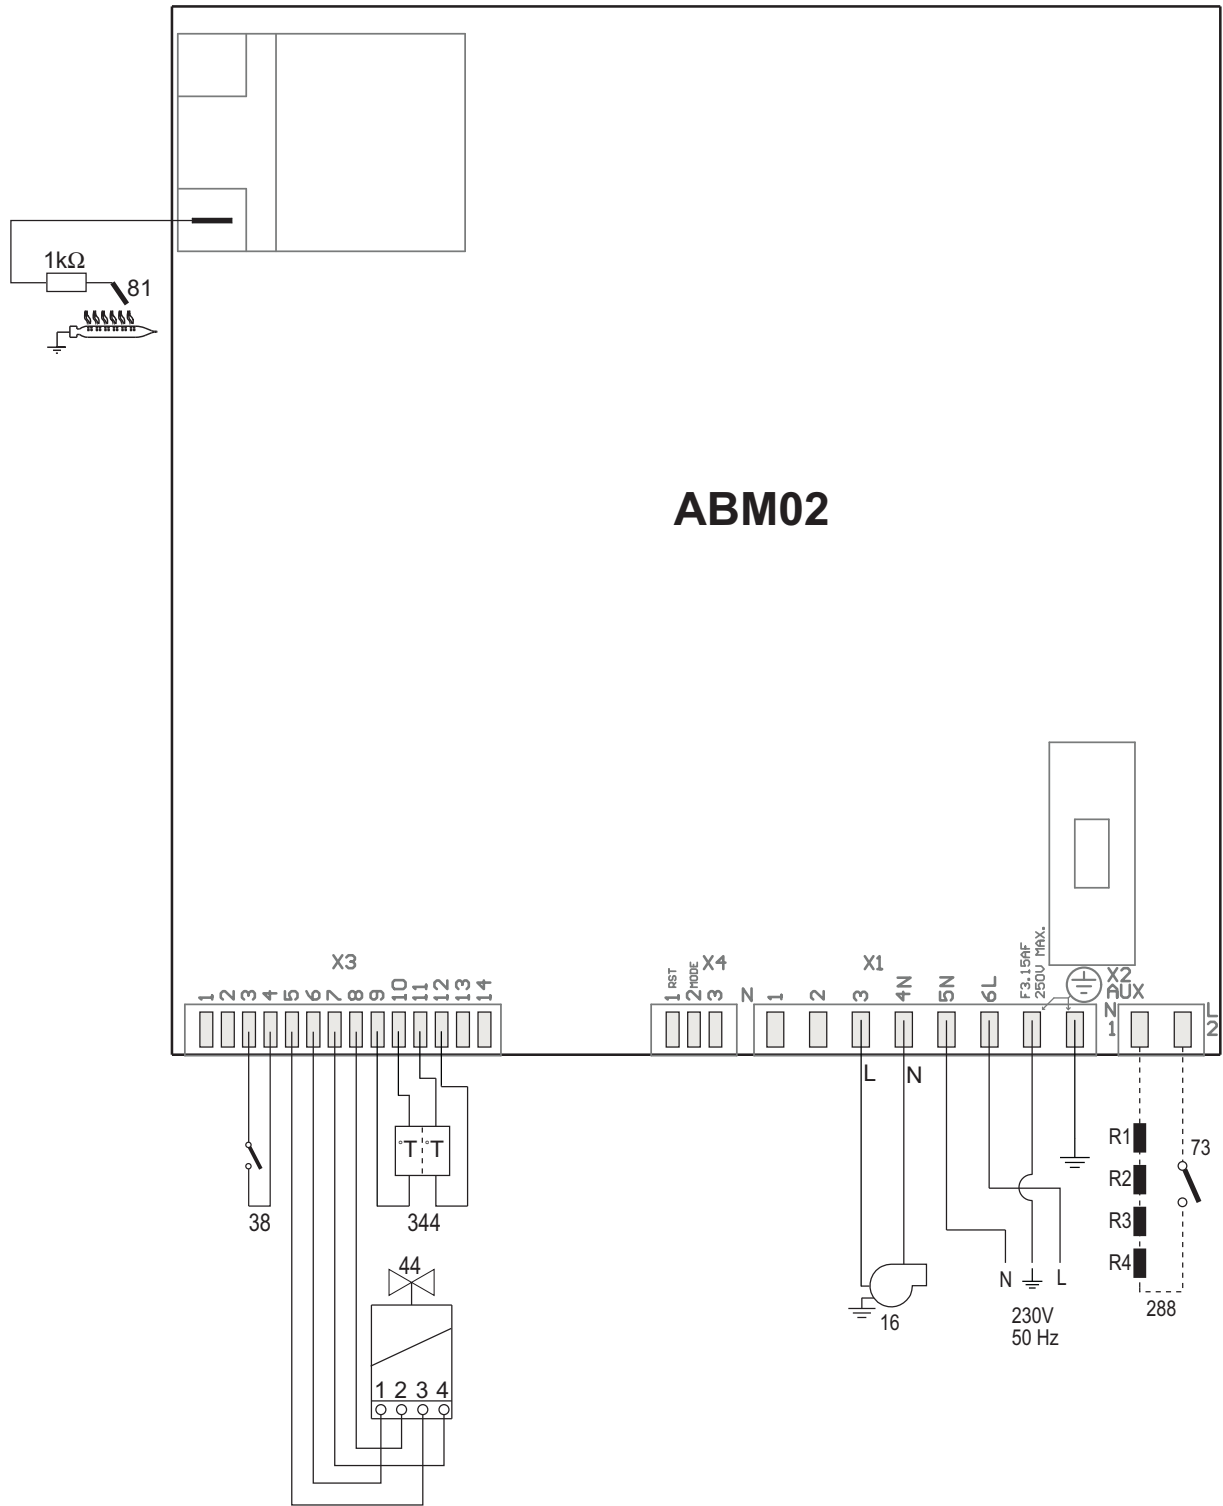 1kΩ
81
ABM02
X3
1
2
3
4
5
6
7
8
9
10
11
12
13
14
X4
1 RST
2 MODE
3
X1
N
1
2
3
4N
5N
6L
F3.15AF
250V MAX.
X2
AUX
N
1
L
2
L
N
°T
°T
38
344
44
1 2 3 4
16
N
L
230V
50 Hz
R1
R2
R3
R4
73
288